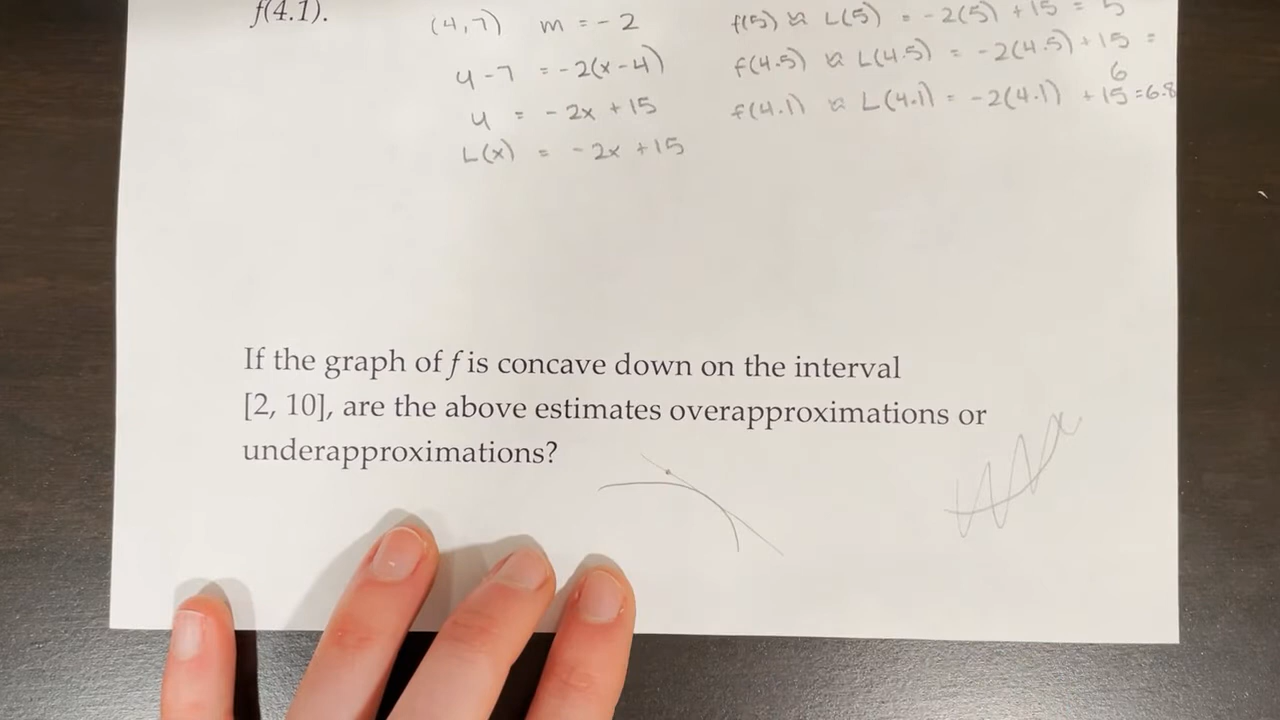 f(4.1).
(4,7) m = -2
y - 7 = -2(x-4)
y = -2x + 15
L(x) = -2x + 15
f(5) ≈ L(5) = -2(5) + 15 = 5
f(4.5) ≈ L(4.5) = -2(4.5) + 15 =
6
f(4.1) ≈ L(4.1) = -2(4.1) + 15 = 6.8
If the graph of f is concave down on the interval
[2, 10], are the above estimates overapproximations or
underapproximations?